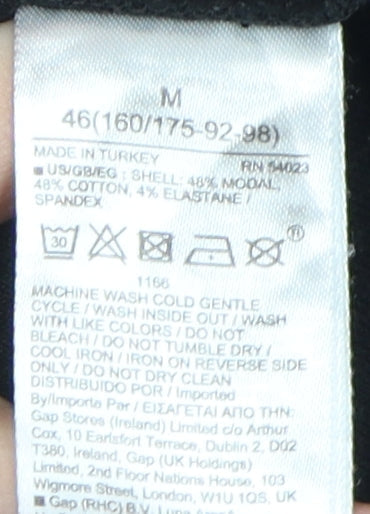 M
46(160/175-92-98)
MADE IN TURKEY
RN 54023
■ US/GB/EG : SHELL: 48% MODAL,
48% COTTON, 4% ELASTANE /
SPANDEX
30
®
1166
MACHINE WASH COLD GENTLE
CYCLE / WASH INSIDE OUT / WASH
WITH LIKE COLORS / DO NOT
BLEACH / DO NOT TUMBLE DRY /
COOL IRON / IRON ON REVERSE SIDE
ONLY / DO NOT DRY CLEAN
DISTRIBUIDO POR / Imported
By/Importe Par / ΕΙΣΑΓΕΤΑΙ ΑΠΟ ΤΗΝ:
Gap Stores (Ireland) Limited c/o Arthur
Cox, 10 Earlsfort Terrace, Dublin 2, D02
T380, Ireland, Gap (UK Holdings)
Limited, 2nd Floor Nations House, 103
Wigmore Street, London, W1U 1QS, UK
■ Gap (RHC) B.V.